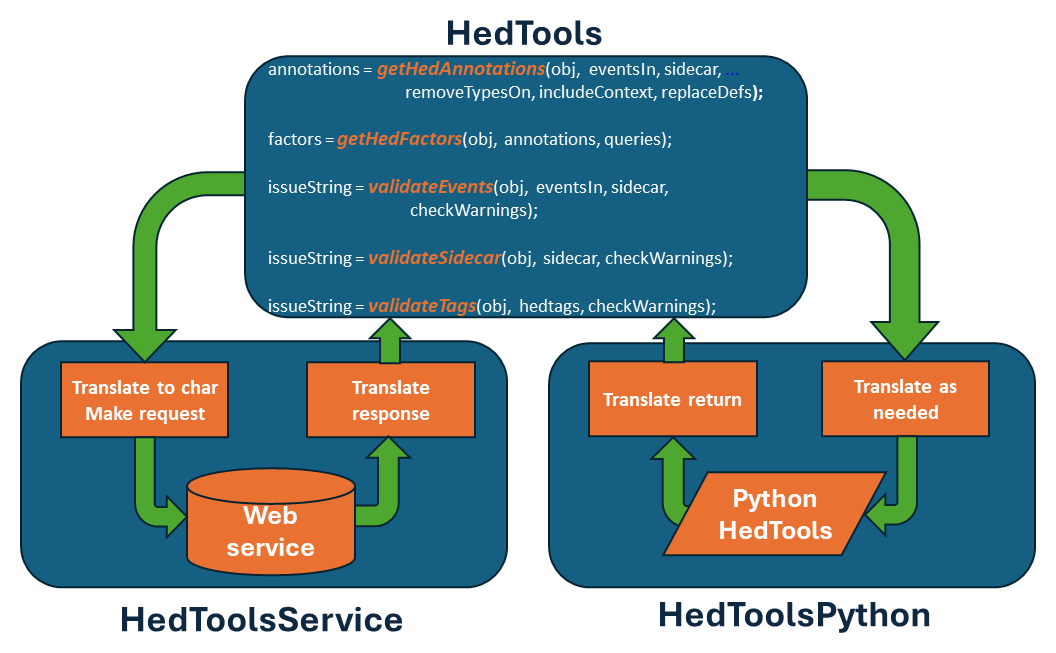 HedTools
annotations = getHedAnnotations(obj, eventsIn, sidecar, ...
removeTypesOn, includeContext, replaceDefs);
factors = getHedFactors(obj, annotations, queries);
issueString = validateEvents(obj, eventsIn, sidecar,
checkWarnings);
issueString = validateSidecar(obj, sidecar, checkWarnings);
issueString = validateTags(obj, hedtags, checkWarnings);
Translate to char
Make request
Translate
response
Web
service
HedToolsService
Translate return
Translate as
needed
Python
HedTools
HedToolsPython